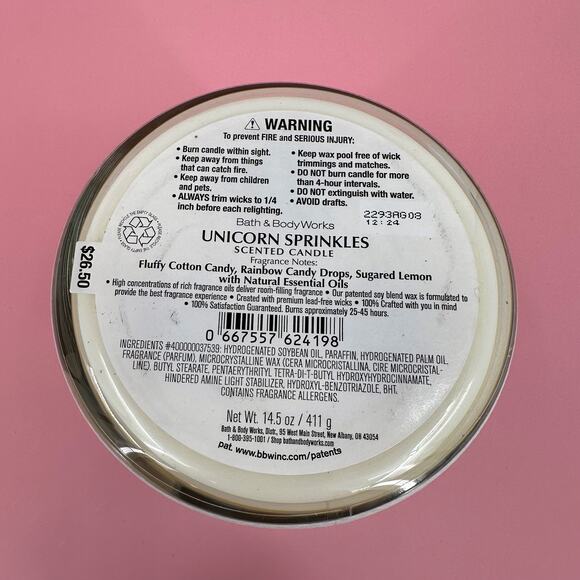 ⚠ WARNING
To prevent FIRE and SERIOUS INJURY:
• Burn candle within sight.
• Keep away from things
that can catch fire.
• Keep away from children
and pets.
• ALWAYS trim wicks to 1/4
inch before each relighting.
• Keep wax pool free of wick
trimmings and matches.
• DO NOT burn candle for more
than 4-hour intervals.
• DO NOT extinguish with water.
• AVOID drafts.
2293AG08
12:24
Bath & Body Works
UNICORN SPRINKLES
SCENTED CANDLE
Fragrance Notes:
Fluffy Cotton Candy, Rainbow Candy Drops, Sugared Lemon
with Natural Essential Oils
• High concentrations of rich fragrance oils deliver room-filling fragrance • Our patented soy blend wax is formulated to
provide the best fragrance experience • Created with premium lead-free wicks • 100% Crafted with you in mind
• 100% Satisfaction Guaranteed. Burns approximately 25-45 hours.
$26.50
0 667557 624198
INGREDIENTS #400000037539: HYDROGENATED SOYBEAN OIL, PARAFFIN, HYDROGENATED PALM OIL,
FRAGRANCE (PARFUM), MICROCRYSTALLINE WAX (CERA MICROCRISTALLINA, CIRE MICROCRISTAL-
LINE), BUTYL STEARATE, PENTAERYTHRITYL TETRA-DI-T-BUTYL HYDROXYHYDROCINNAMATE,
HINDERED AMINE LIGHT STABILIZER, HYDROXYL-BENZOTRIAZOLE, BHT.
CONTAINS FRAGRANCE ALLERGENS.
Net Wt. 14.5 oz / 411 g
Bath & Body Works, Distr., 95 West Main Street, New Albany, OH 43054
1-800-395-1001 / Shop bathandbodyworks.com
pat. www.bbwinc.com/patents